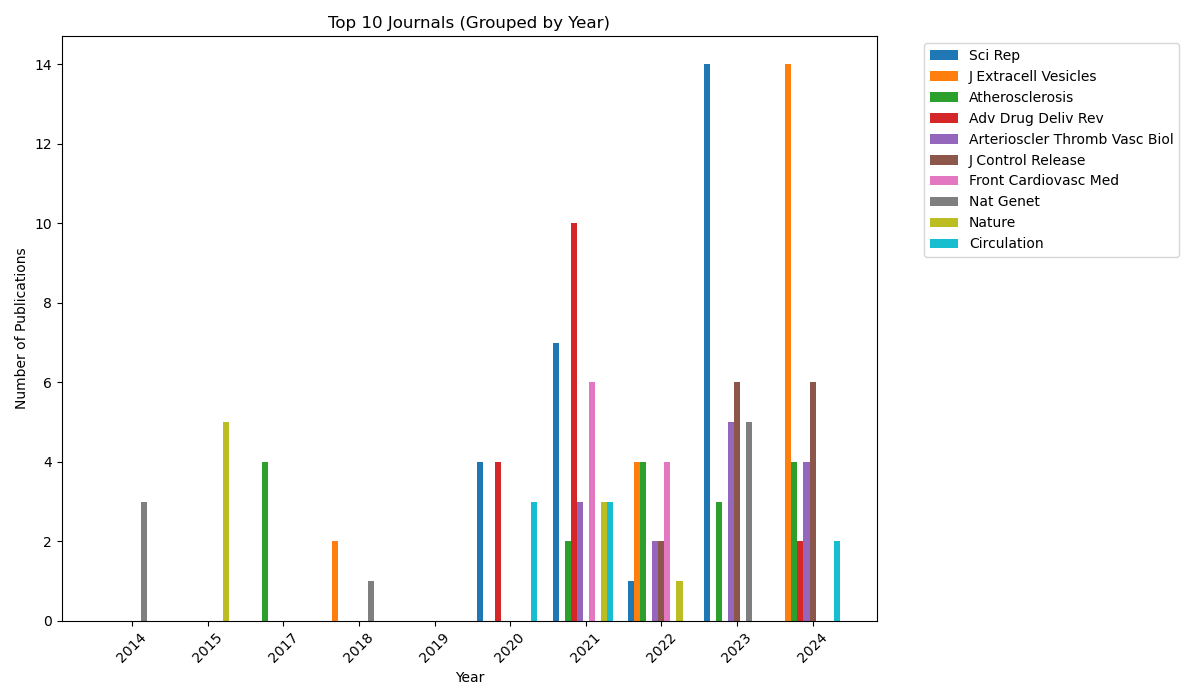 Top 10 Journals (Grouped by Year)
Number of Publications
14
12
10
8
6
4
2
0
2014
2015
2017
2018
2019
2020
2021
2022
2023
2024
Year
Sci Rep
J Extracell Vesicles
Atherosclerosis
Adv Drug Deliv Rev
Arterioscler Thromb Vasc Biol
J Control Release
Front Cardiovasc Med
Nat Genet
Nature
Circulation